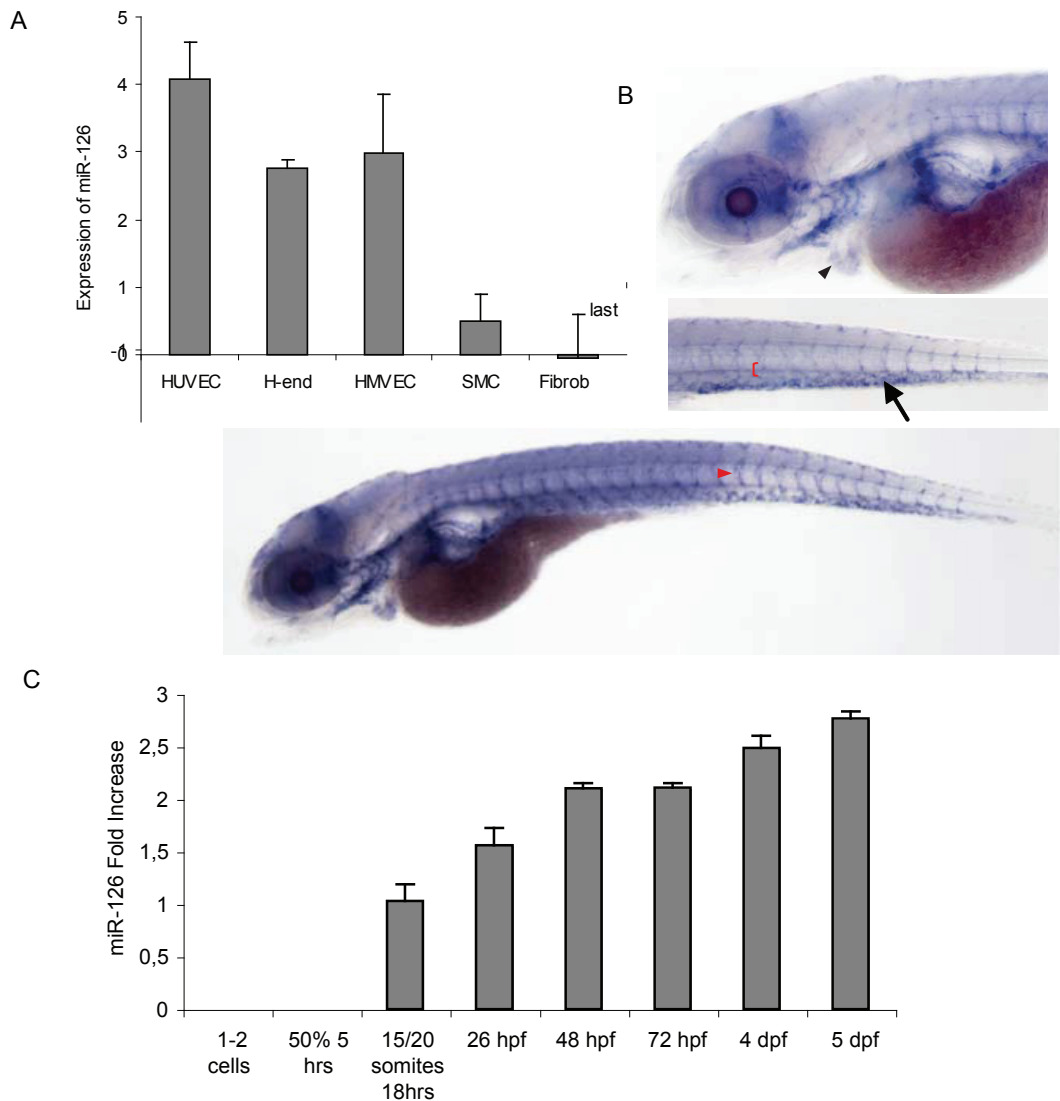 A
5
4
3
2
1
-1
0
Expression of miR-126
HUVEC H-end HMVEC SMC Fibrob
last
B
C
3
2,5
2
1,5
1
0,5
0
miR-126 Fold Increase
1-2 50% 5 15/20 26 hpf 48 hpf 72 hpf 4 dpf 5 dpf
cells hrs somites
18hrs